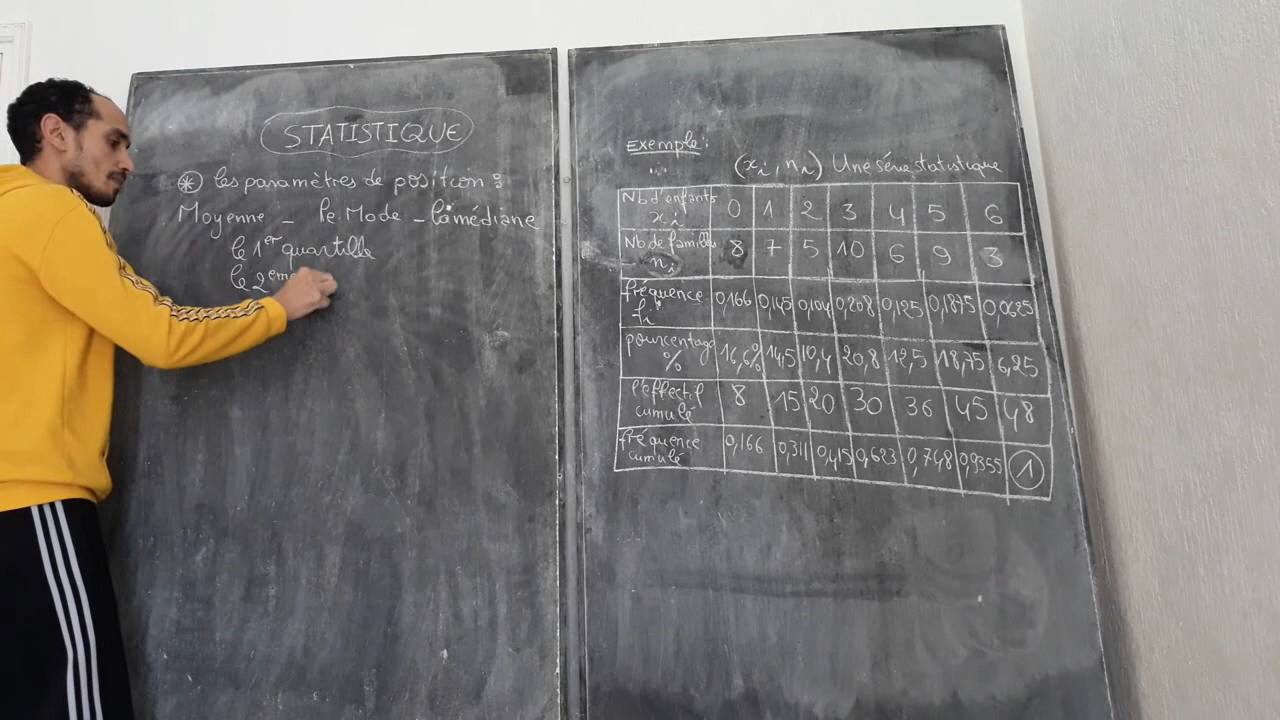 STATISTIQUE
⊛ les paramètres de position :
Moyenne - le Mode - la médiane
le 1er quartille
le 2eme
Exemple :
(xi, ni) Une série statistique
Nb d'enfants xi 0 1 2 3 4 5 6
Nb de famille ni 8 7 5 10 6 9 3
fréquence fi 0,166 0,145 0,104 0,208 0,125 0,1875 0,0625
pourcentage % 16,6% 14,5 10,4 20,8 12,5 18,75 6,25
l'effectif cumulé 8 15 20 30 36 45 48
fréquence cumulé 0,166 0,311 0,415 0,623 0,748 0,9355 1